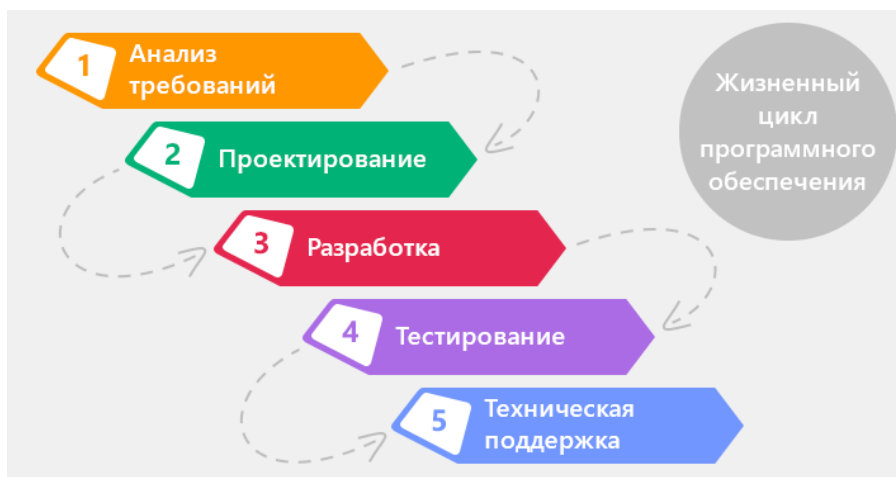 1
Анализ
требований
2
Проектирование
3
Разработка
4
Тестирование
5
Техническая
поддержка
Жизненный
цикл
программного
обеспечения